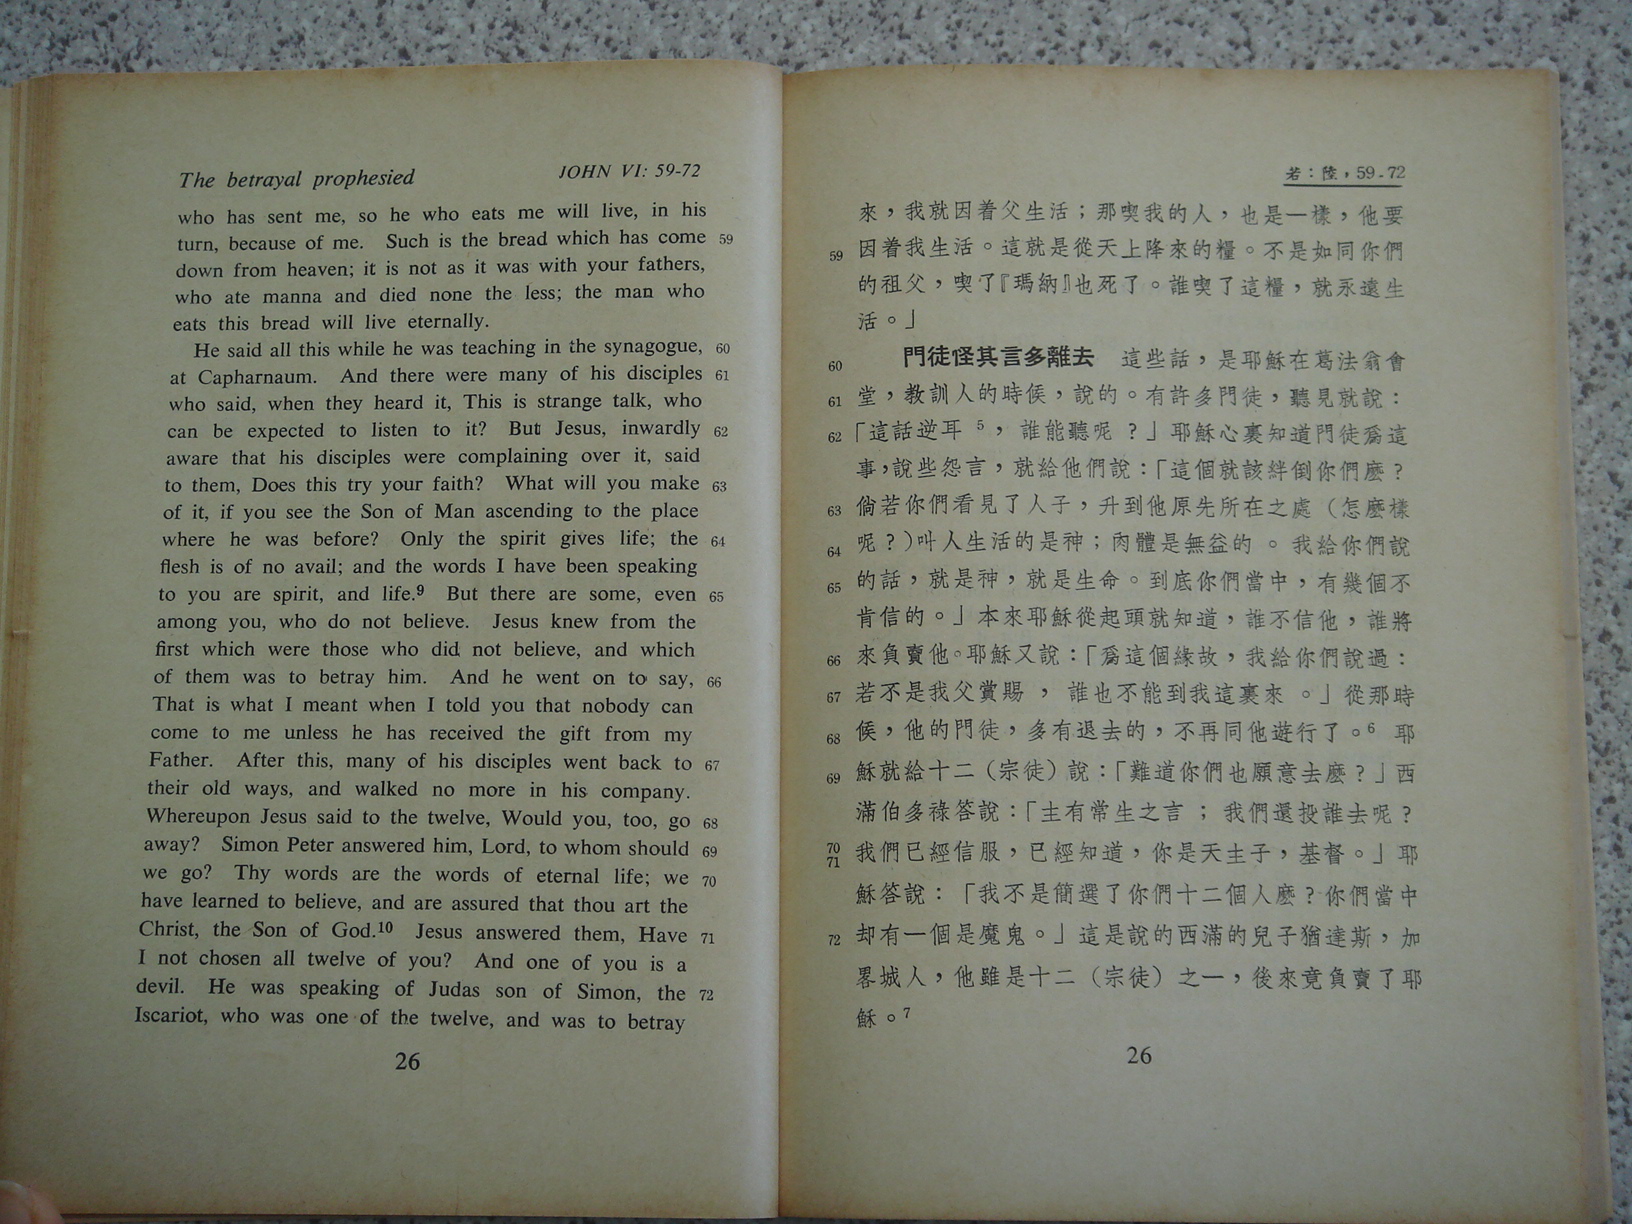 The betrayal prophesied JOHN VI: 59-72
who has sent me, so he who eats me will live, in his
turn, because of me. Such is the bread which has come 59
down from heaven; it is not as it was with your fathers,
who ate manna and died none the less; the man who
eats this bread will live eternally.
He said all this while he was teaching in the synagogue, 60
at Capharnaum. And there were many of his disciples 61
who said, when they heard it, This is strange talk, who
can be expected to listen to it? But Jesus, inwardly 62
aware that his disciples were complaining over it, said
to them, Does this try your faith? What will you make 63
of it, if you see the Son of Man ascending to the place
where he was before? Only the spirit gives life; the 64
flesh is of no avail; and the words I have been speaking
to you are spirit, and life.9 But there are some, even 65
among you, who do not believe. Jesus knew from the
first which were those who did not believe, and which
of them was to betray him. And he went on to say, 66
That is what I meant when I told you that nobody can
come to me unless he has received the gift from my
Father. After this, many of his disciples went back to 67
their old ways, and walked no more in his company.
Whereupon Jesus said to the twelve, Would you, too, go 68
away? Simon Peter answered him, Lord, to whom should 69
we go? Thy words are the words of eternal life; we 70
have learned to believe, and are assured that thou art the
Christ, the Son of God.10 Jesus answered them, Have 71
I not chosen all twelve of you? And one of you is a
devil. He was speaking of Judas son of Simon, the 72
Iscariot, who was one of the twelve, and was to betray
26
若：陸，59-72
來，我就因着父生活；那喫我的人，也是一樣，他要
59 因着我生活。這就是從天上降來的糧。不是如同你們
的祖父，喫了『瑪納』也死了。誰喫了這糧，就永遠生
活。」
60 門徒怪其言多離去 這些話，是耶穌在葛法翁會
61 堂，教訓人的時候，說的。有許多門徒，聽見就說：
62 「這話逆耳5，誰能聽呢？」耶穌心裏知道門徒爲這
事，說些怨言，就給他們說：「這個就該絆倒你們麼？
63 倘若你們看見了人子，升到他原先所在之處（怎麼樣
64 呢？）叫人生活的是神；肉體是無益的。我給你們說
65 的話，就是神，就是生命。到底你們當中，有幾個不
肯信的。」本來耶穌從起頭就知道，誰不信他，誰將
66 來負賣他。耶穌又說：「爲這個緣故，我給你們說過：
67 若不是我父賞賜，誰也不能到我這裏來。」從那時
68 候，他的門徒，多有退去的，不再同他遊行了。6 耶
69 穌就給十二（宗徒）說：「難道你們也願意去麼？」西
滿伯多祿答說：「主有常生之言；我們還投誰去呢？
70 71 我們已經信服，已經知道，你是天主子，基督。」耶
穌答說：「我不是簡選了你們十二個人麼？你們當中
72 却有一個是魔鬼。」這是說的西滿的兒子猶達斯，加
畧城人，他雖是十二（宗徒）之一，後來竟負賣了耶
穌。7
26